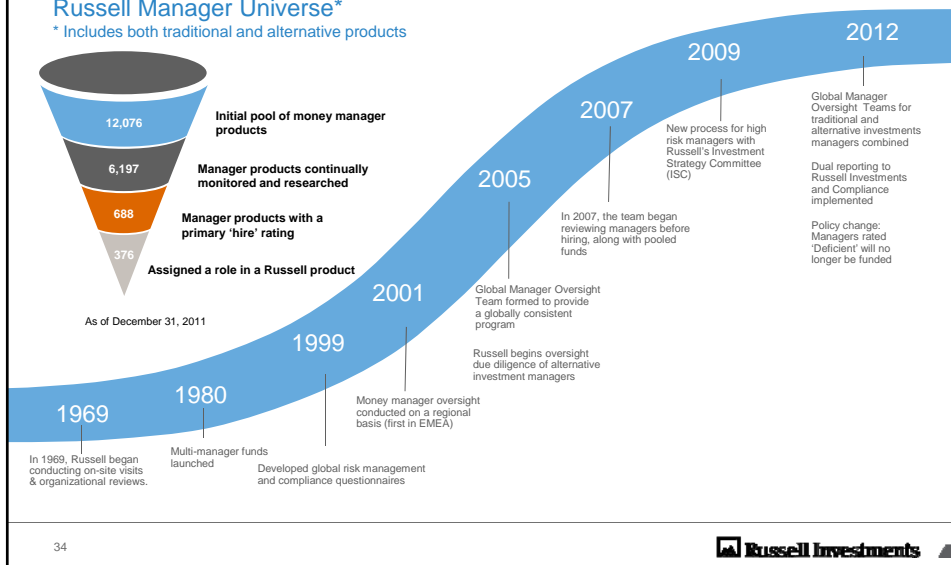 Russell Manager Universe*
* Includes both traditional and alternative products
12,076
Initial pool of money manager
products
6,197
Manager products continually
monitored and researched
688
Manager products with a
primary ‘hire’ rating
376
Assigned a role in a Russell product
As of December 31, 2011
1969
In 1969, Russell began
conducting on-site visits
& organizational reviews.
1980
Multi-manager funds
launched
1999
Developed global risk management
and compliance questionnaires
2001
Money manager oversight
conducted on a regional
basis (first in EMEA)
2005
Global Manager Oversight
Team formed to provide
a globally consistent
program
Russell begins oversight
due diligence of alternative
investment managers
2007
In 2007, the team began
reviewing managers before
hiring, along with pooled
funds
2009
New process for high
risk managers with
Russell’s Investment
Strategy Committee
(ISC)
2012
Global Manager
Oversight Teams for
traditional and
alternative investments
managers combined
Dual reporting to
Russell Investments
and Compliance
implemented
Policy change:
Managers rated
‘Deficient’ will no
longer be funded
34
Russell Investments